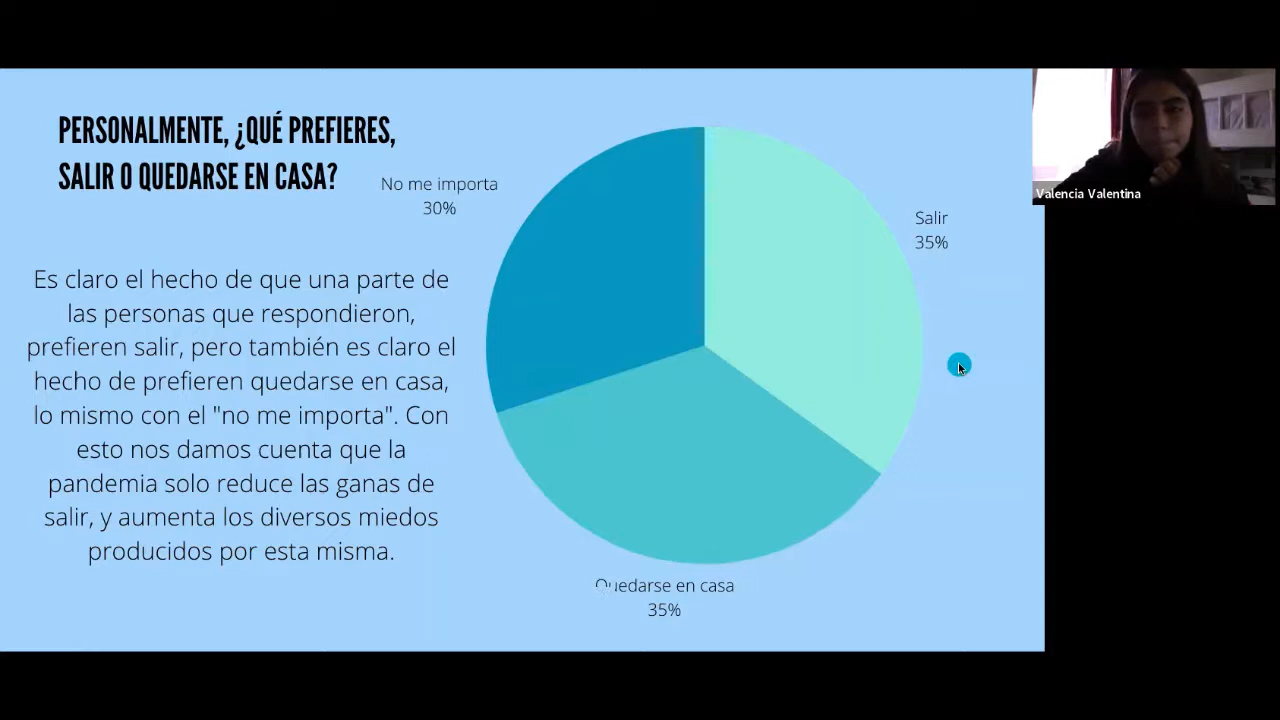 PERSONALMENTE, ¿QUÉ PREFIERES,
SALIR O QUEDARSE EN CASA?
No me importa
30%
Salir
35%
Es claro el hecho de que una parte de
las personas que respondieron,
prefieren salir, pero también es claro el
hecho de prefieren quedarse en casa,
lo mismo con el "no me importa". Con
esto nos damos cuenta que la
pandemia solo reduce las ganas de
salir, y aumenta los diversos miedos
producidos por esta misma.
Quedarse en casa
35%
Valencia Valentina